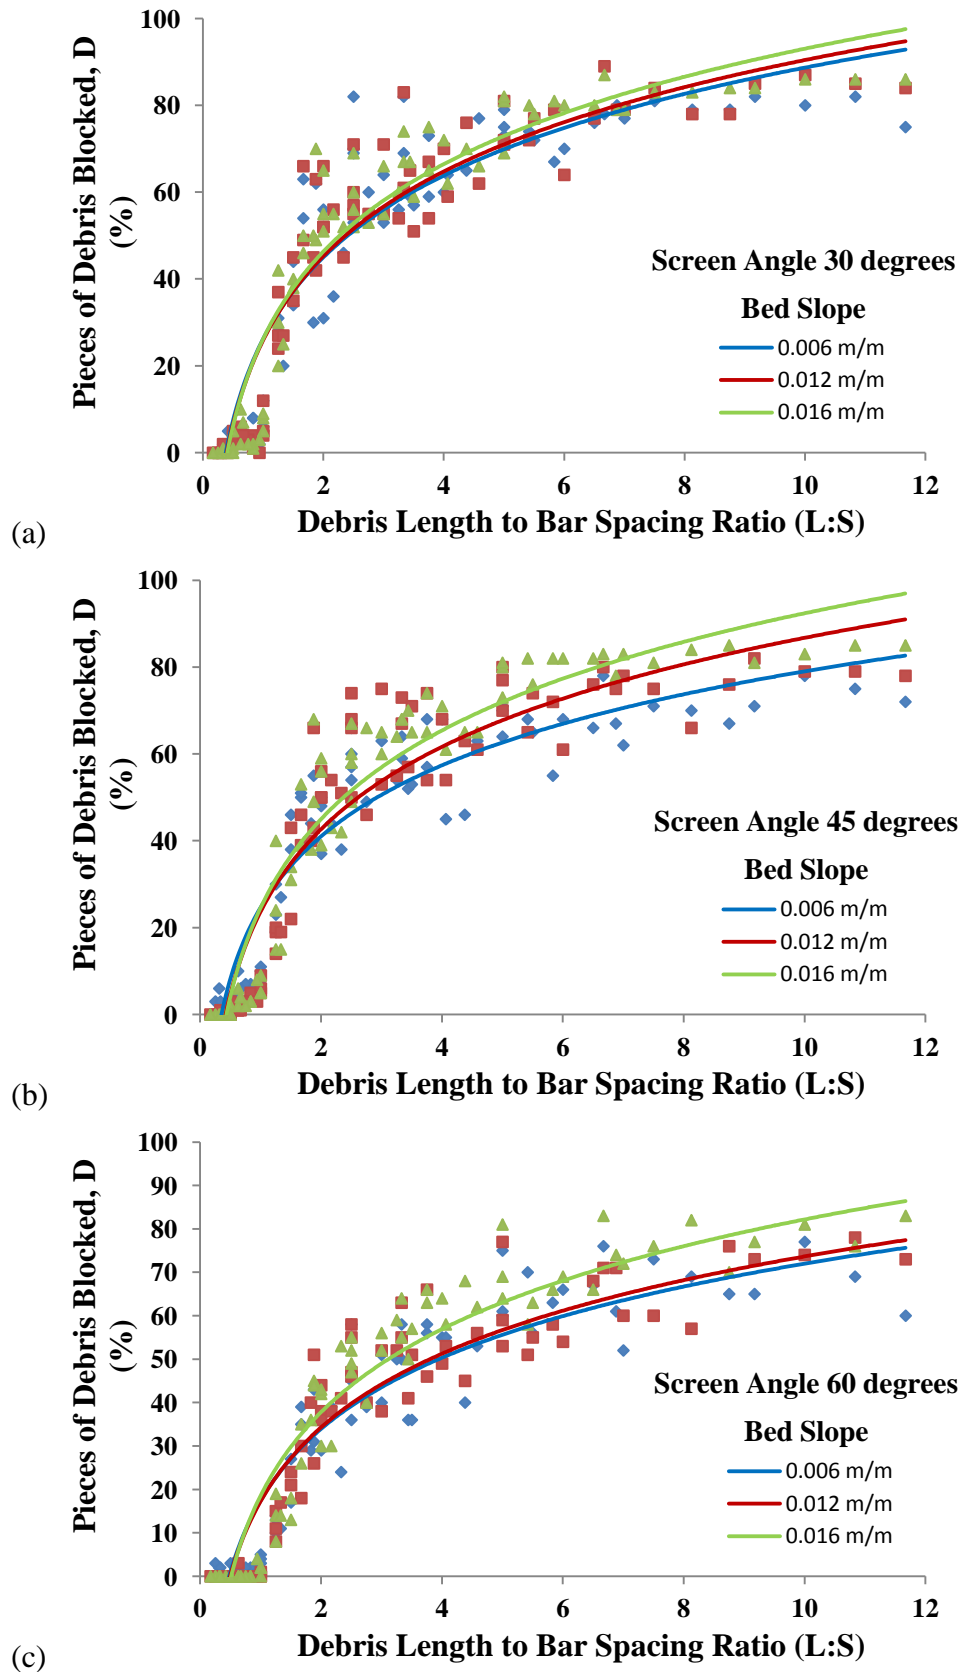 100
80
60
40
20
0
Pieces of Debris Blocked, D
(%)
Screen Angle 30 degrees
Bed Slope
0.006 m/m
0.012 m/m
0.016 m/m
0 2 4 6 8 10 12
Debris Length to Bar Spacing Ratio (L:S)
(a)
100
80
60
40
20
0
Pieces of Debris Blocked, D
(%)
Screen Angle 45 degrees
Bed Slope
0.006 m/m
0.012 m/m
0.016 m/m
0 2 4 6 8 10 12
Debris Length to Bar Spacing Ratio (L:S)
(b)
100
90
80
70
60
50
40
30
20
10
0
Pieces of Debris Blocked, D
(%)
Screen Angle 60 degrees
Bed Slope
0.006 m/m
0.012 m/m
0.016 m/m
0 2 4 6 8 10 12
Debris Length to Bar Spacing Ratio (L:S)
(c)